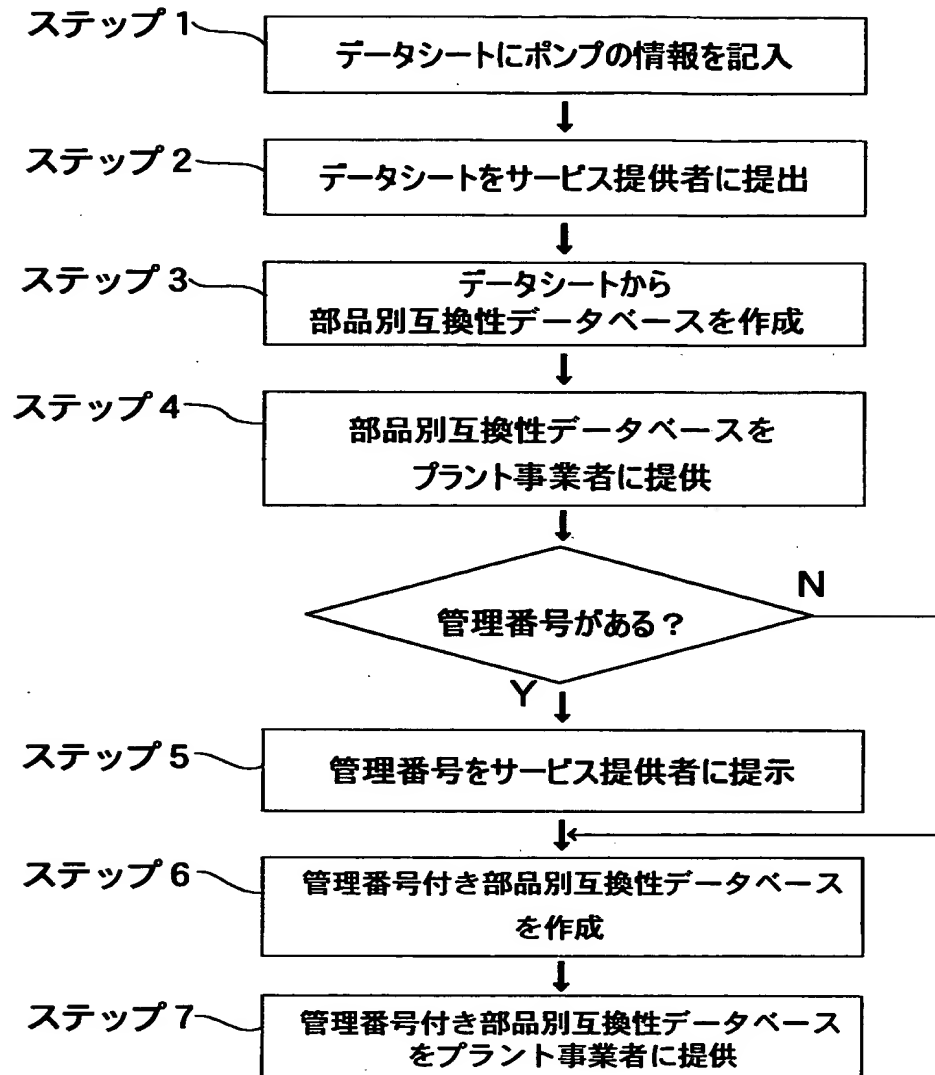 ステップ1
データシートにポンプの情報を記入
ステップ2
データシートをサービス提供者に提出
ステップ3
データシートから
部品別互換性データベースを作成
ステップ4
部品別互換性データベースを
プラント事業者に提供
管理番号がある?
N
Y
ステップ5
管理番号をサービス提供者に提示
ステップ6
管理番号付き部品別互換性データベース
を作成
ステップ7
管理番号付き部品別互換性データベース
をプラント事業者に提供